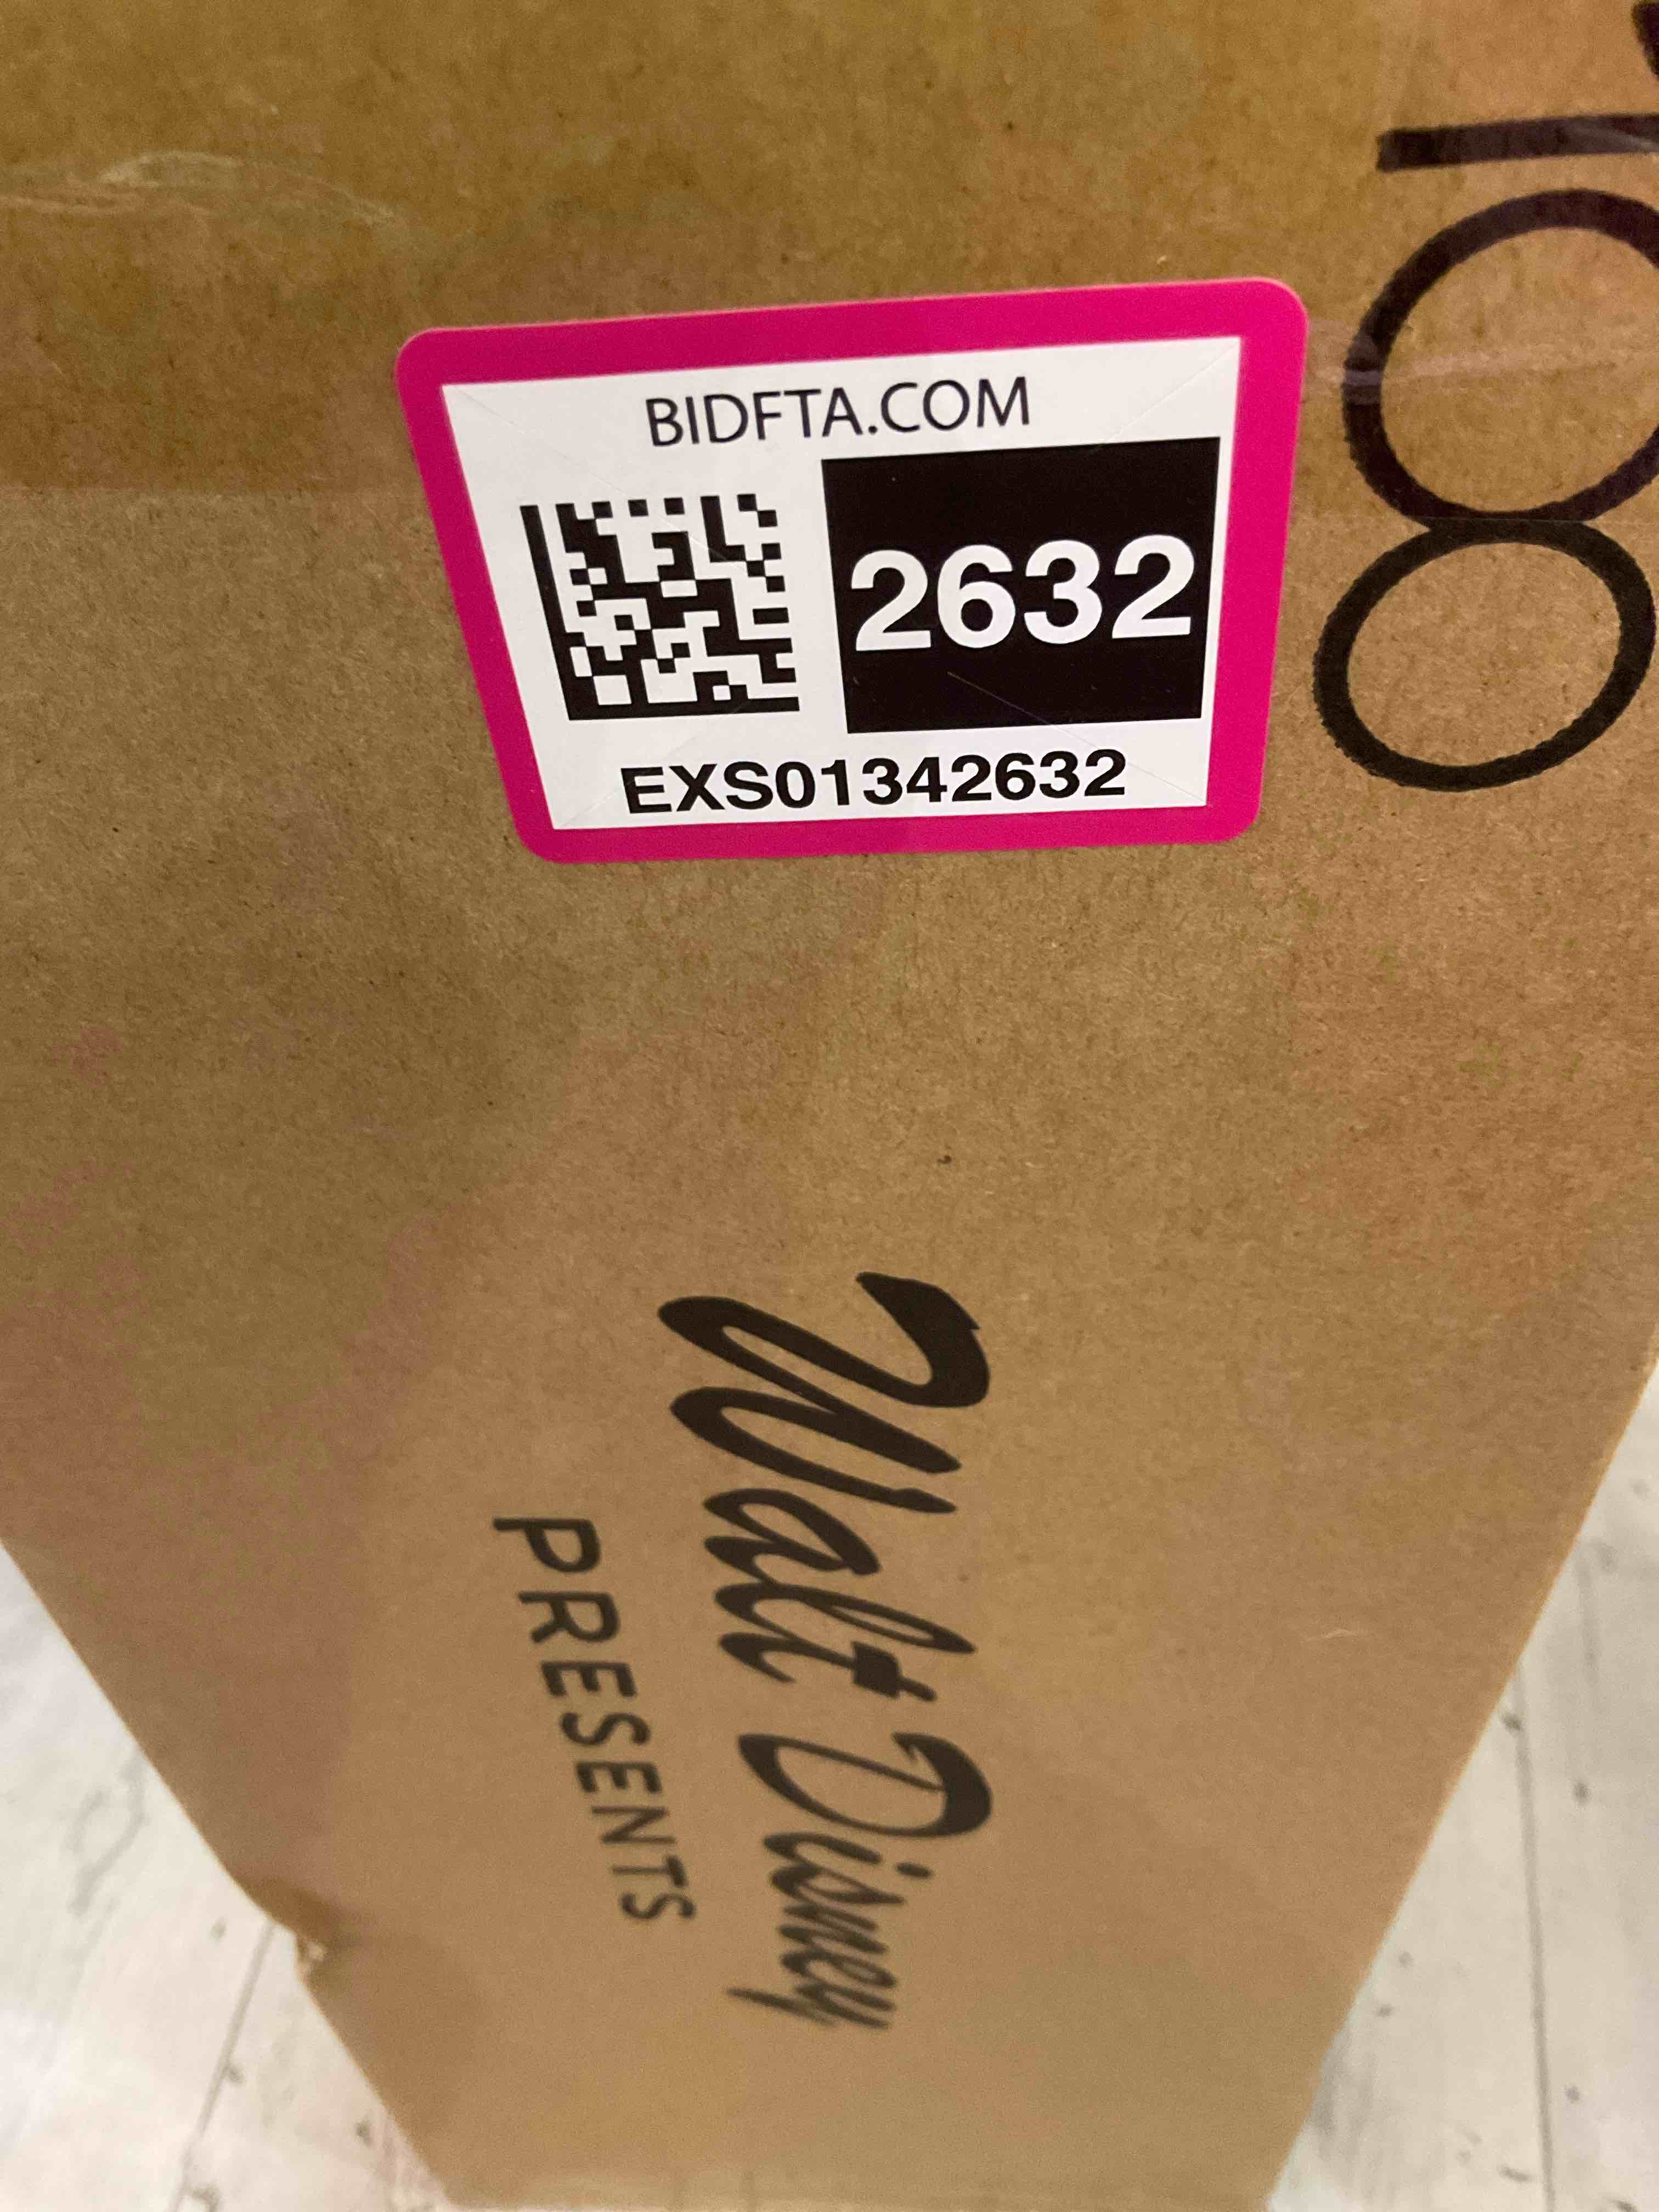 BIDFTA.COM
2632
EXS01342632
Walt Disney
PRESENTS